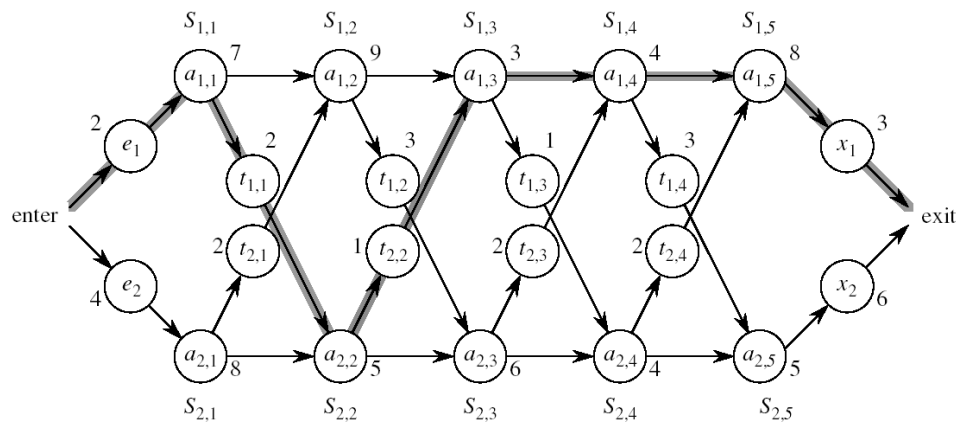 S1,1 S1,2 S1,3 S1,4 S1,5
7 9 3 4 8
a1,1 a1,2 a1,3 a1,4 a1,5
2 3
e1 x1
2 3 1 3
t1,1 t1,2 t1,3 t1,4
enter exit
2 t2,1 1 t2,2 2 t2,3 2 t2,4
e2 x2
4 6
a2,1 a2,2 a2,3 a2,4 a2,5
8 5 6 4 5
S2,1 S2,2 S2,3 S2,4 S2,5